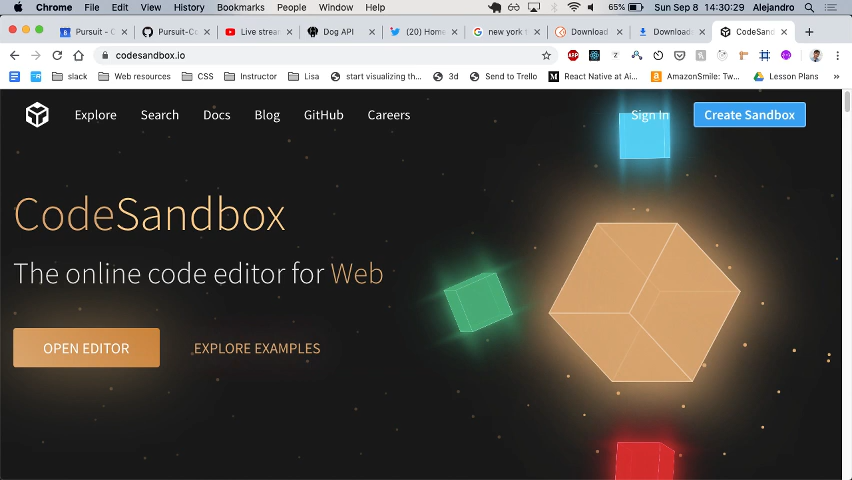 Chrome File Edit View History Bookmarks People Window Help 65% Sun Sep 8 14:30:29 Alejandro
Pursuit - C Pursuit-Co Live strea Dog API (20) Hom new york t Download Download CodeSan
codesandbox.io
slack Web resources CSS Instructor Lisa start visualizing th... 3d Send to Trello React Native at Ai... AmazonSmile: Tw... Lesson Plans
Explore Search Docs Blog GitHub Careers Sign In Create Sandbox
CodeSandbox
The online code editor for Web
OPEN EDITOR EXPLORE EXAMPLES